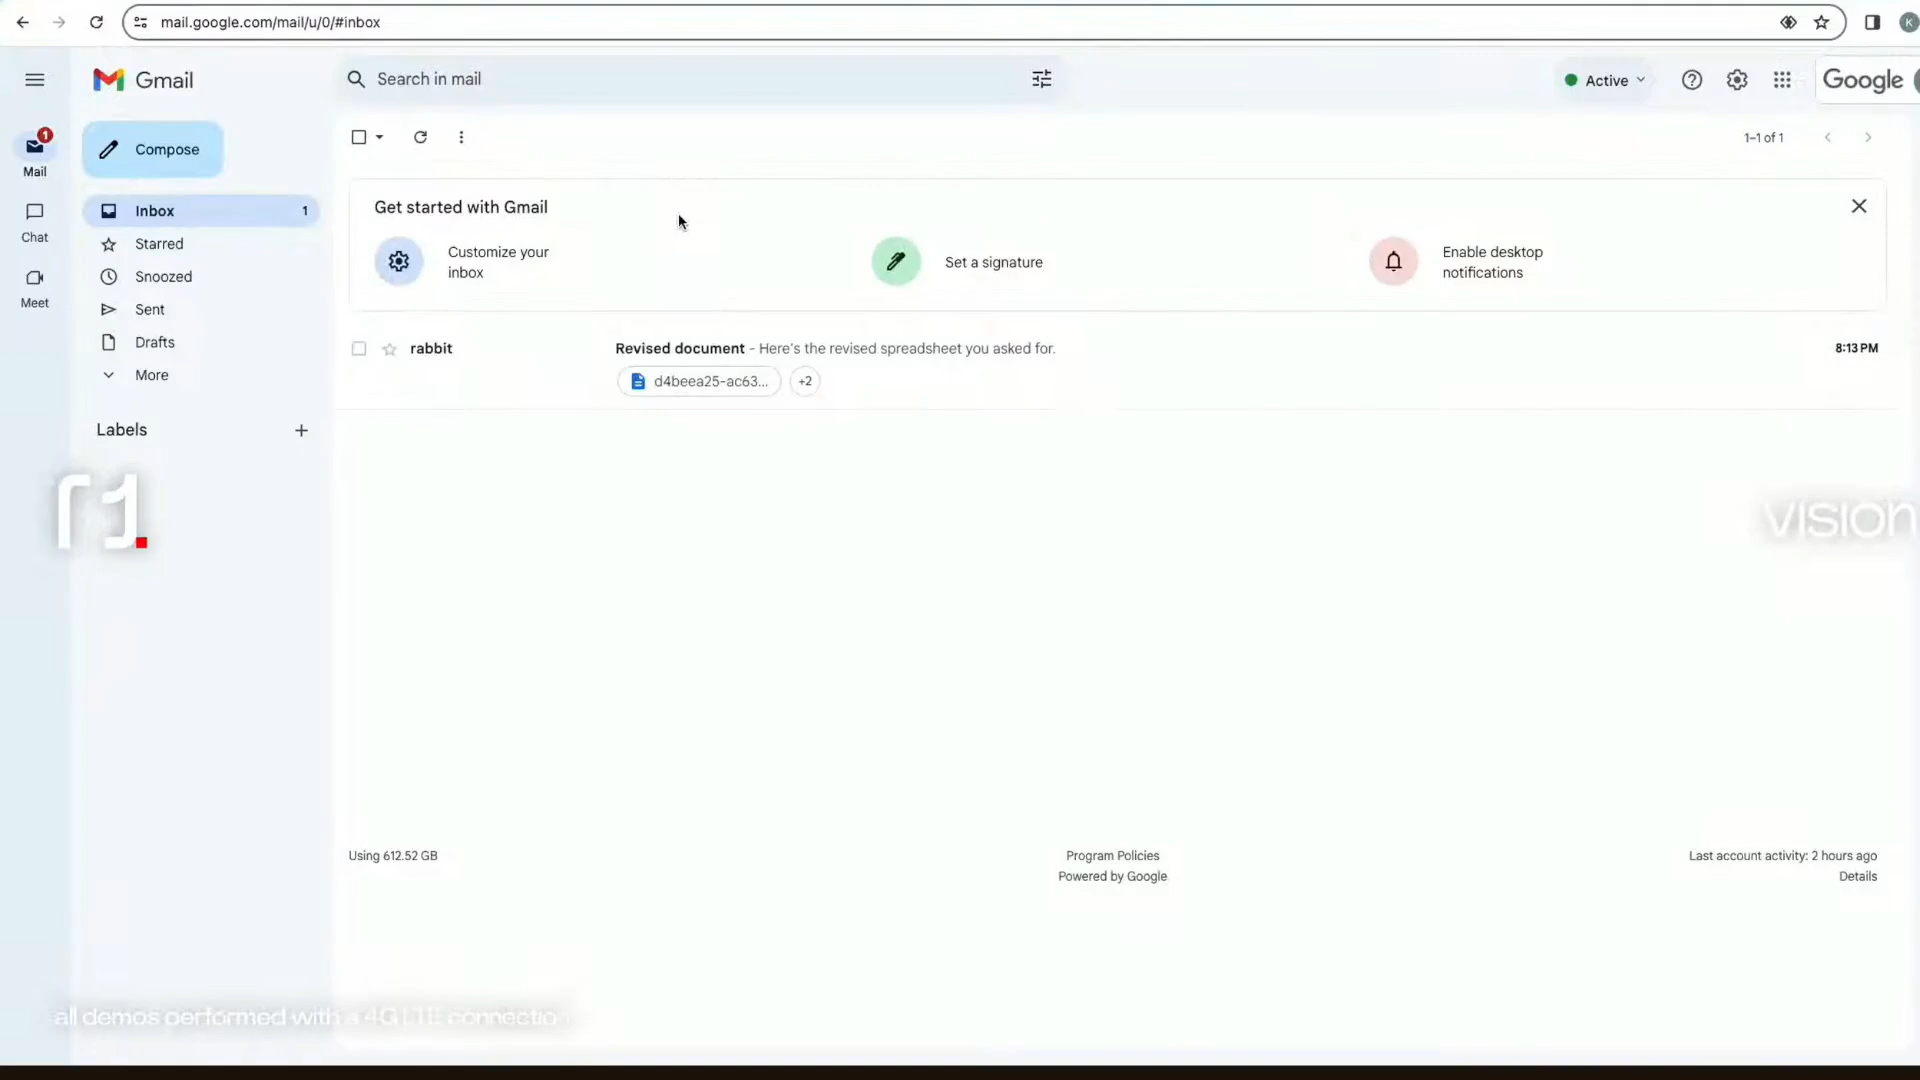 mail.google.com/mail/u/0/#inbox
K
Gmail
Search in mail
Active
Google
1
Mail
Compose
1–1 of 1
Inbox 1
Get started with Gmail
Chat
Starred
Customize your
inbox
Set a signature
Enable desktop
notifications
Snoozed
Meet
Sent
Drafts
rabbit
Revised document - Here's the revised spreadsheet you asked for.
8:13 PM
More
d4beea25-ac63...
+2
Labels
r1.
vision
Using 612.52 GB
Program Policies
Powered by Google
Last account activity: 2 hours ago
Details
all demos performed with a 4G LTE connection